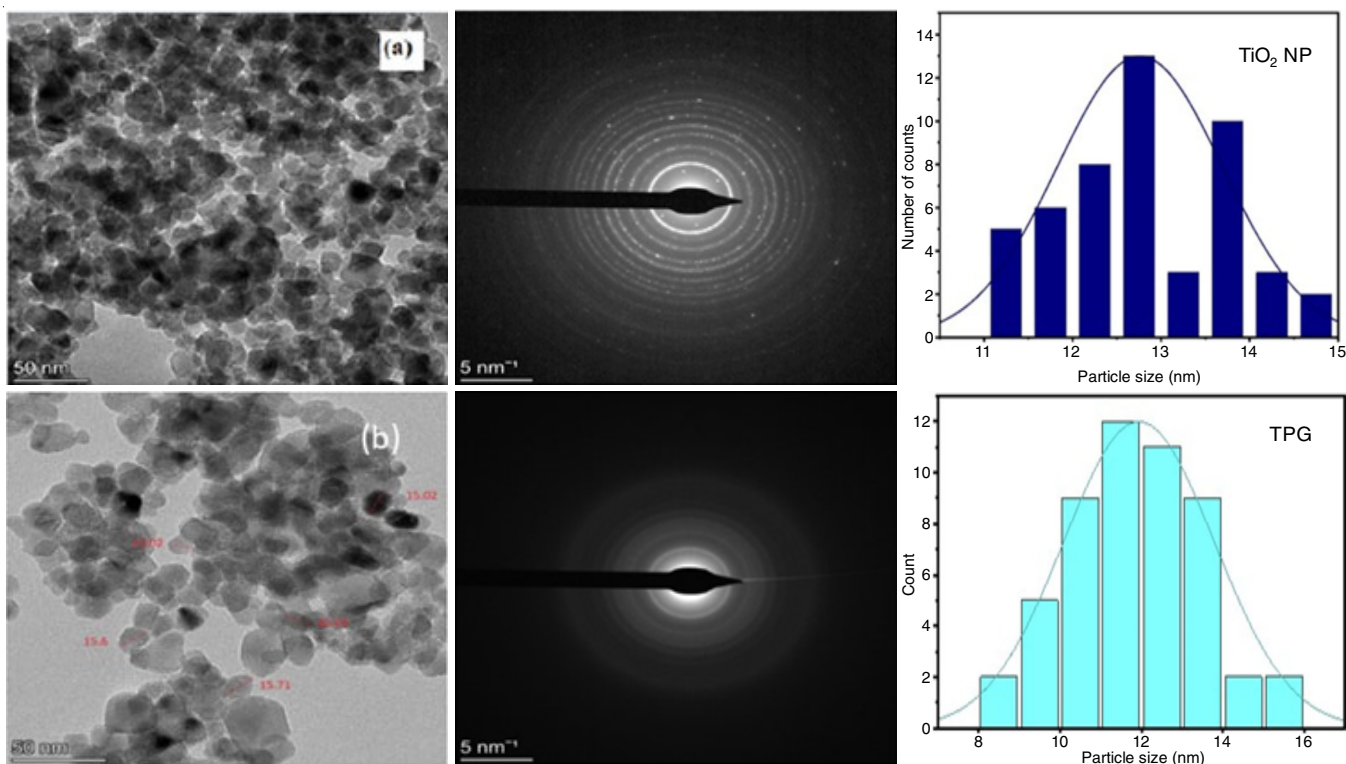 (a)
50 nm
5 nm⁻¹
TiO₂ NP
14
12
10
8
6
4
2
0
Number of counts
11 12 13 14 15
Particle size (nm)
(b)
15.02
15.6
15.71
50 nm
5 nm⁻¹
TPG
12
10
8
6
4
2
0
Count
8 10 12 14 16
Particle size (nm)